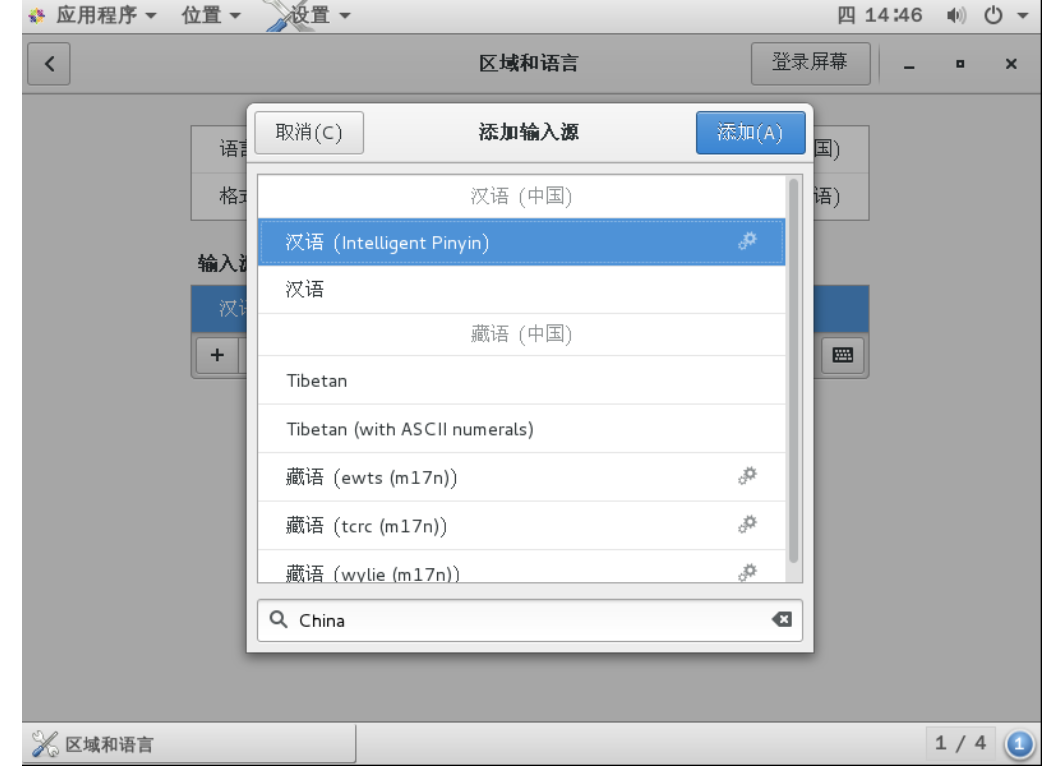 应用程序 位置 设置 四 14:46
区域和语言 登录屏幕
取消(C) 添加输入源 添加(A)
语 国)
格 语)
汉语 (中国)
汉语 (Intelligent Pinyin)
输入
汉语
汉
藏语 (中国)
Tibetan
Tibetan (with ASCII numerals)
藏语 (ewts (m17n))
藏语 (tcrc (m17n))
藏语 (wylie (m17n))
China
区域和语言 1 / 4 1